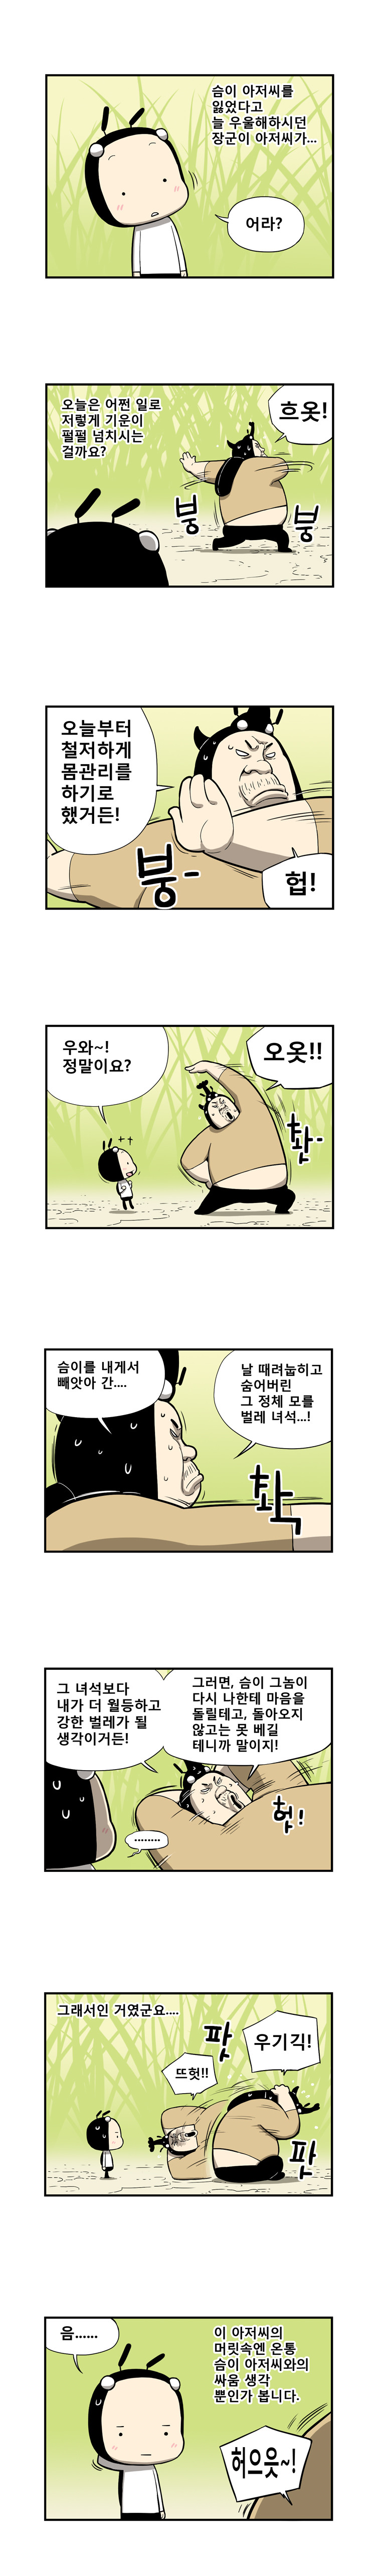 슴이 아저씨를
잃었다고
늘 우울해하시던
장군이 아저씨가...
어라?
오늘은 어쩐 일로
저렇게 기운이
펄펄 넘치시는
걸까요?
흐옷!
붕
붕
오늘부터
철저하게
몸관리를
하기로
했거든!
붕-
헙!
우와~!
정말이요?
오옷!!
촤-
슴이를 내게서
빼앗아 간....
날 때려눕히고
숨어버린
그 정체 모를
벌레 녀석...!
촥
그 녀석보다
내가 더 월등하고
강한 벌레가 될
생각이거든!
그러면, 슴이 그놈이
다시 나한테 마음을
돌릴테고, 돌아오지
않고는 못 베길
테니까 말이지!
........
헛!
그래서인 거였군요....
팟
우기긱!
뜨헛!!
팟
음......
이 아저씨의
머릿속엔 온통
슴이 아저씨와의
싸움 생각
뿐인가 봅니다.
허으읏~!